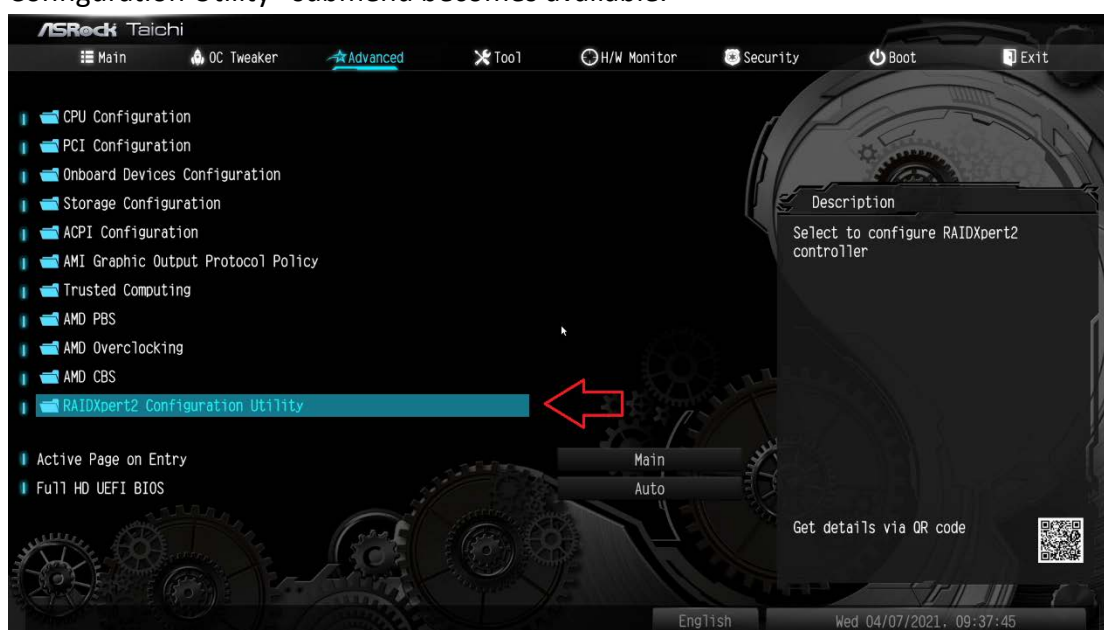 Configuration Utility" submenu becomes available.
ASRock Taichi
Main OC Tweaker Advanced Tool H/W Monitor Security Boot Exit
CPU Configuration
PCI Configuration
Onboard Devices Configuration
Storage Configuration
ACPI Configuration
AMI Graphic Output Protocol Policy
Trusted Computing
AMD PBS
AMD Overclocking
AMD CBS
RAIDXpert2 Configuration Utility
Active Page on Entry Main
Full HD UEFI BIOS Auto
Description
Select to configure RAIDXpert2
controller
Get details via QR code
English Wed 04/07/2021. 09:37:45